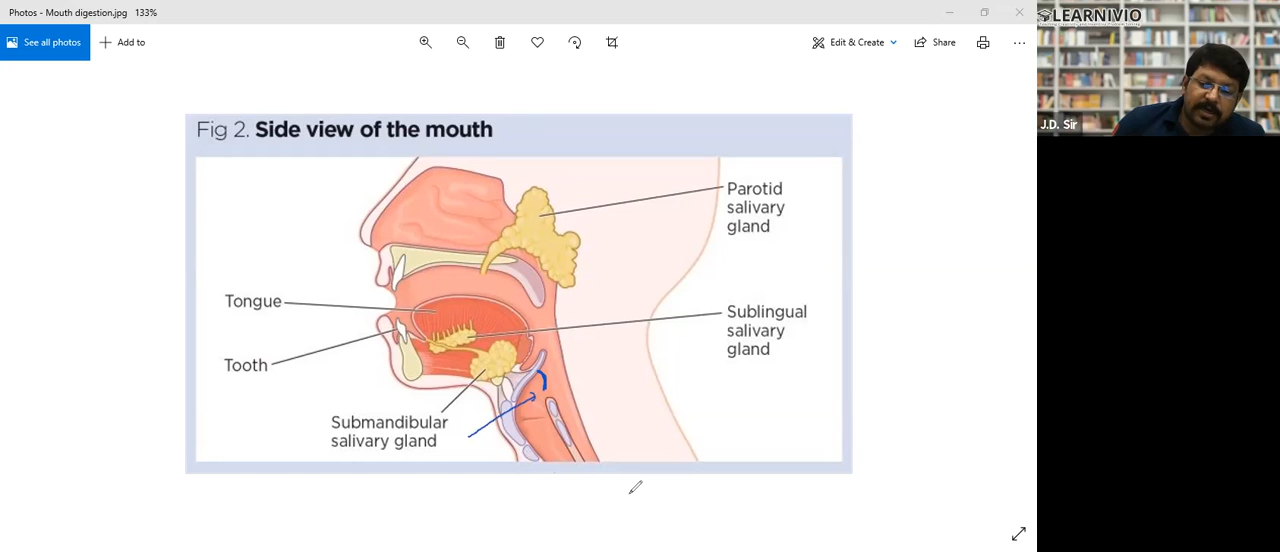 Photos - Mouth digestion.jpg 133%
See all photos
Add to
Edit & Create
Share
LEARNIVIO
J.D. Sir
Fig 2. Side view of the mouth
Parotid
salivary
gland
Tongue
Sublingual
salivary
gland
Tooth
Submandibular
salivary gland